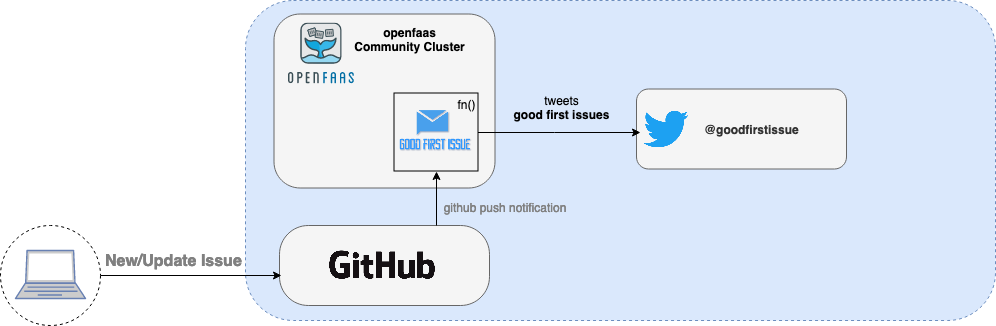 openfaas
Community Cluster
OPENFAAS
fn()
GOOD FIRST ISSUE
tweets
good first issues
@goodfirstissue
github push notification
New/Update Issue
GitHub